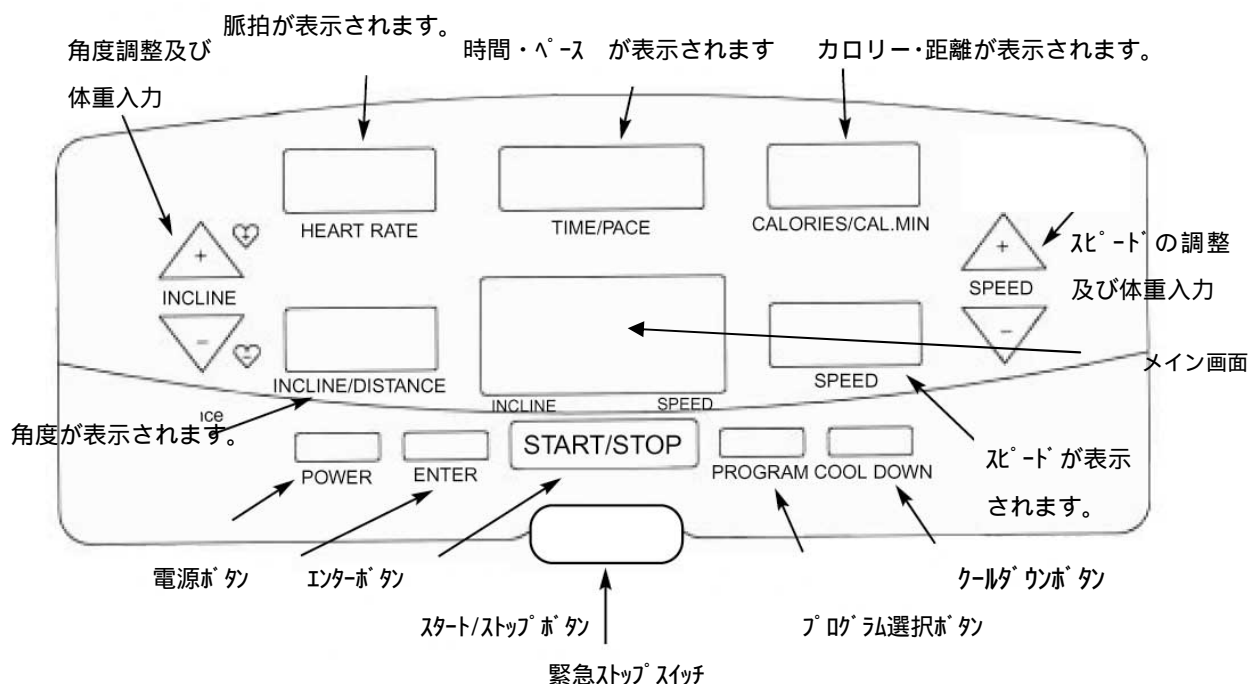 脈拍が表示されます。
角度調整及び
体重入力
時間・ﾍﾟｰｽ が表示されます
カロリー・距離が表示されます。
HEART RATE
TIME/PACE
CALORIES/CAL.MIN
+
INCLINE
−
+
SPEED
−
ｽﾋﾟｰﾄﾞの調整
及び体重入力
メイン画面
INCLINE/DISTANCE
INCLINE SPEED
SPEED
ice
角度が表示されます。
ｽﾋﾟｰﾄﾞが表示
されます。
POWER
ENTER
START/STOP
PROGRAM
COOL DOWN
電源ﾎﾞﾀﾝ
ｴﾝﾀｰﾎﾞﾀﾝ
ｸｰﾙﾀﾞｳﾝﾎﾞﾀﾝ
ｽﾀｰﾄ/ｽﾄｯﾌﾟﾎﾞﾀﾝ
ﾌﾟﾛｸﾞﾗﾑ選択ﾎﾞﾀﾝ
緊急ｽﾄｯﾌﾟｽｲｯﾁ